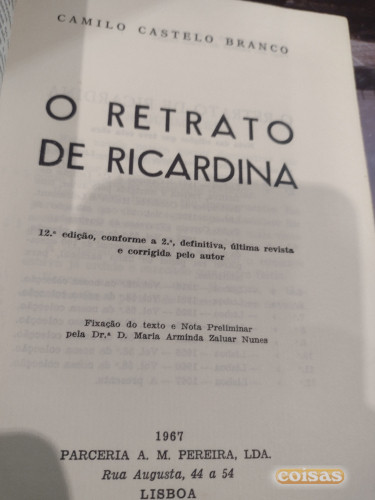 CAMILO CASTELO BRANCO
O RETRATO
DE RICARDINA
12.ª edição, conforme a 2.ª, definitiva, última revista
e corrigida pelo autor
Fixação do texto e Nota Preliminar
pela Dr.ª D. Maria Arminda Zaluar Nunes
1967
PARCERIA A. M. PEREIRA, LDA.
Rua Augusta, 44 a 54
LISBOA
coisas